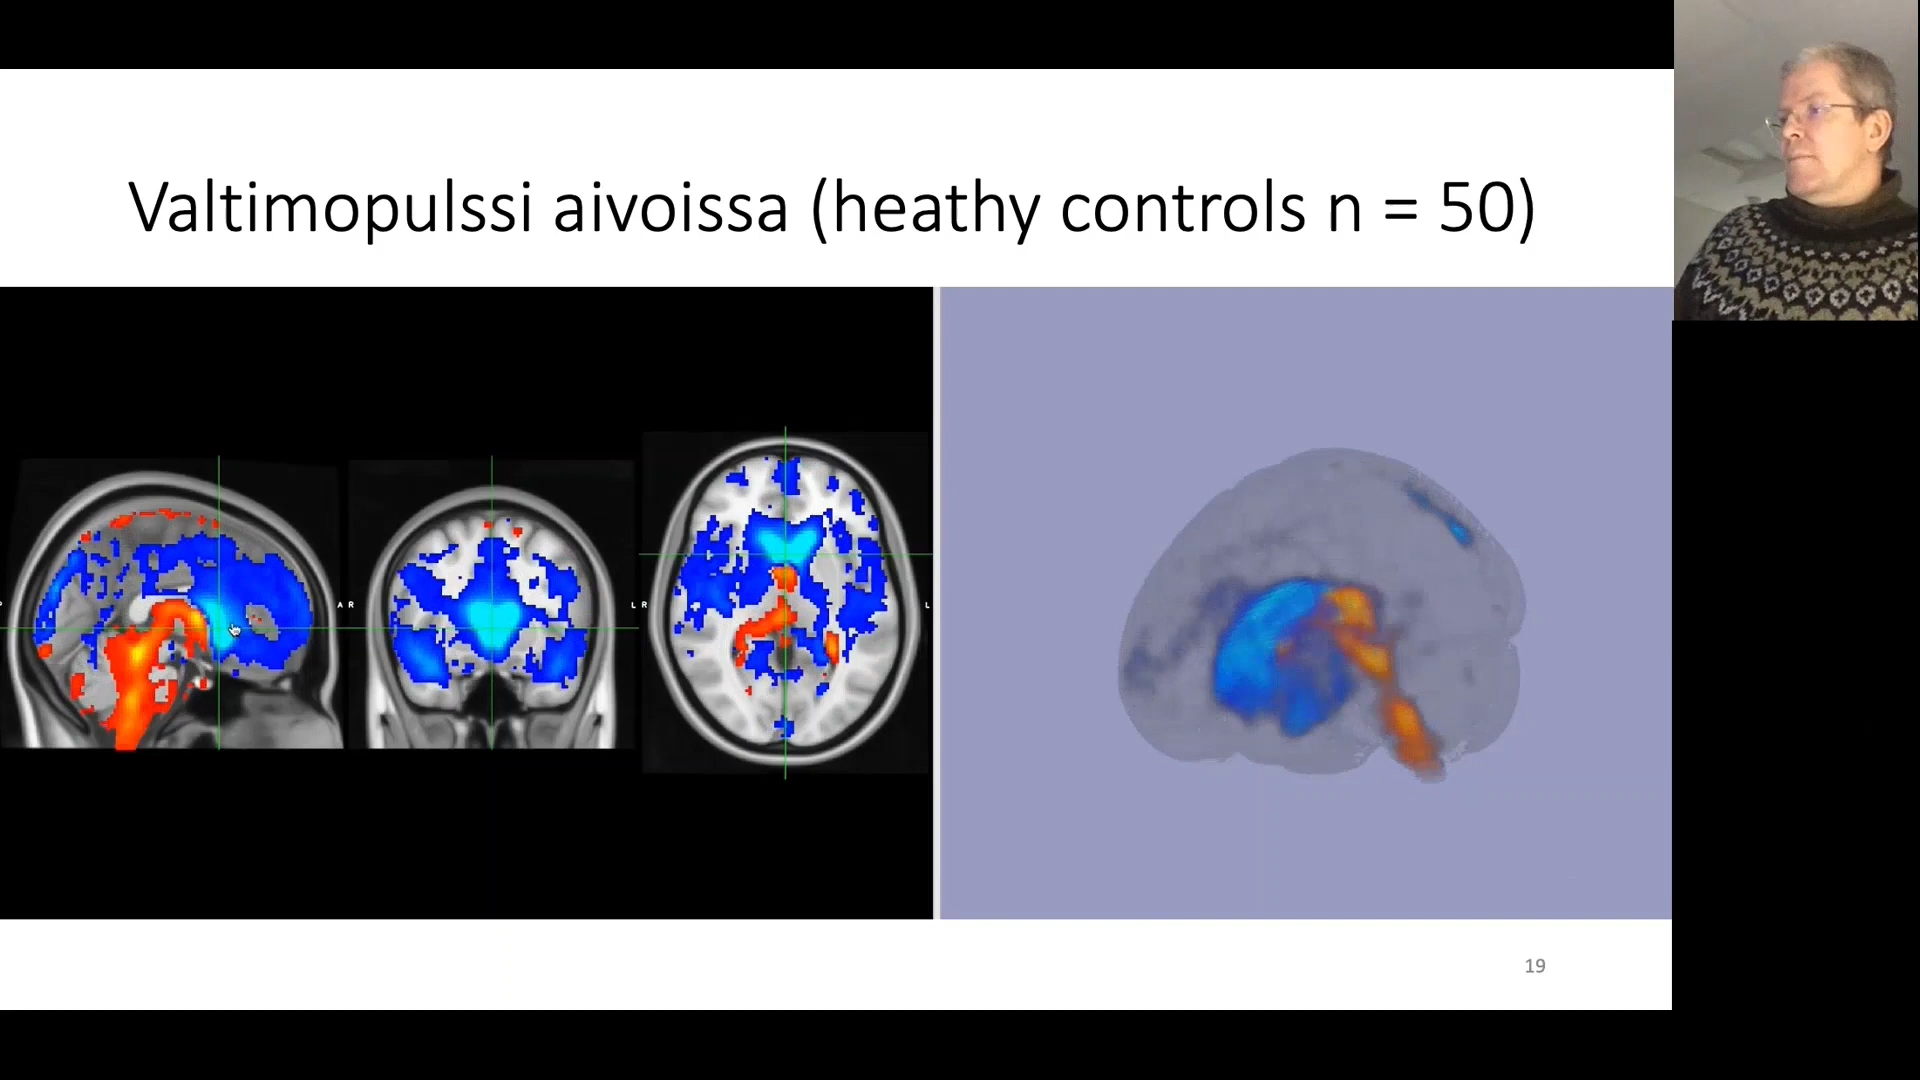 Valtimopulssi aivoissa (heathy controls n = 50)
P
A R
L R
L
19